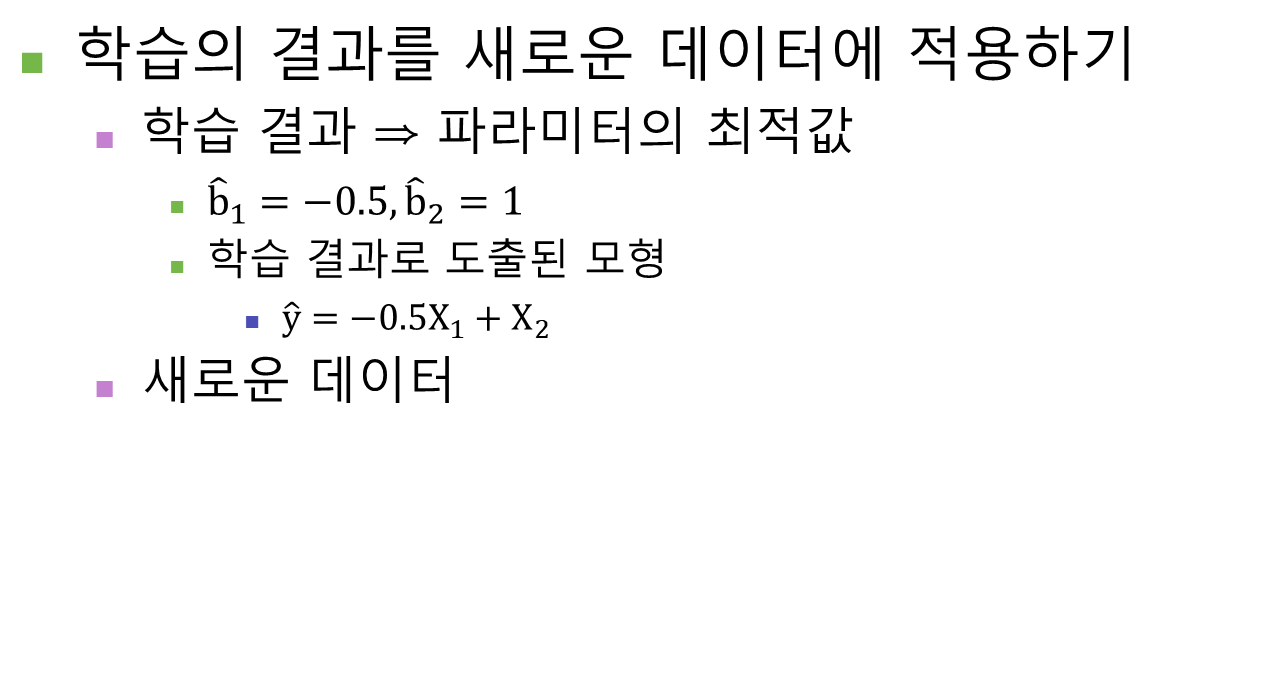 학습의 결과를 새로운 데이터에 적용하기
학습 결과 ⇒ 파라미터의 최적값
b̂₁ = −0.5, b̂₂ = 1
학습 결과로 도출된 모형
ŷ = −0.5X₁ + X₂
새로운 데이터